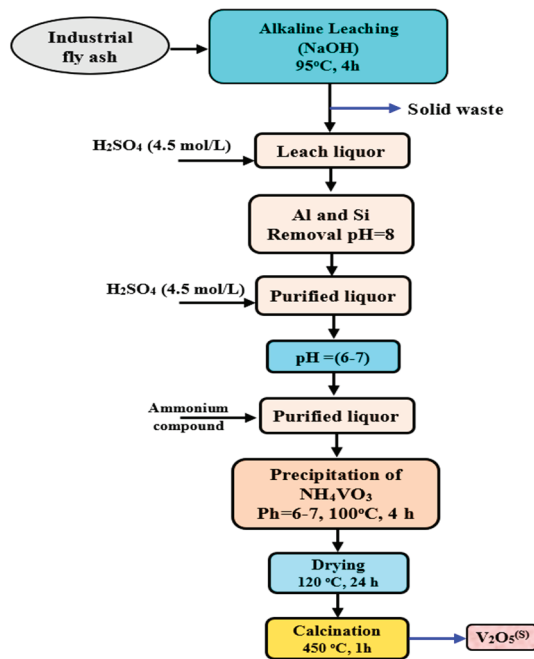 Industrial
fly ash
Alkaline Leaching
(NaOH)
95°C, 4h
Solid waste
H₂SO₄ (4.5 mol/L)
Leach liquor
Al and Si
Removal pH=8
H₂SO₄ (4.5 mol/L)
Purified liquor
pH =(6-7)
Ammonium
compound
Purified liquor
Precipitation of
NH₄VO₃
Ph=6-7, 100°C, 4 h
Drying
120 °C, 24 h
Calcination
450 °C, 1h
V₂O₅⁽ˢ⁾